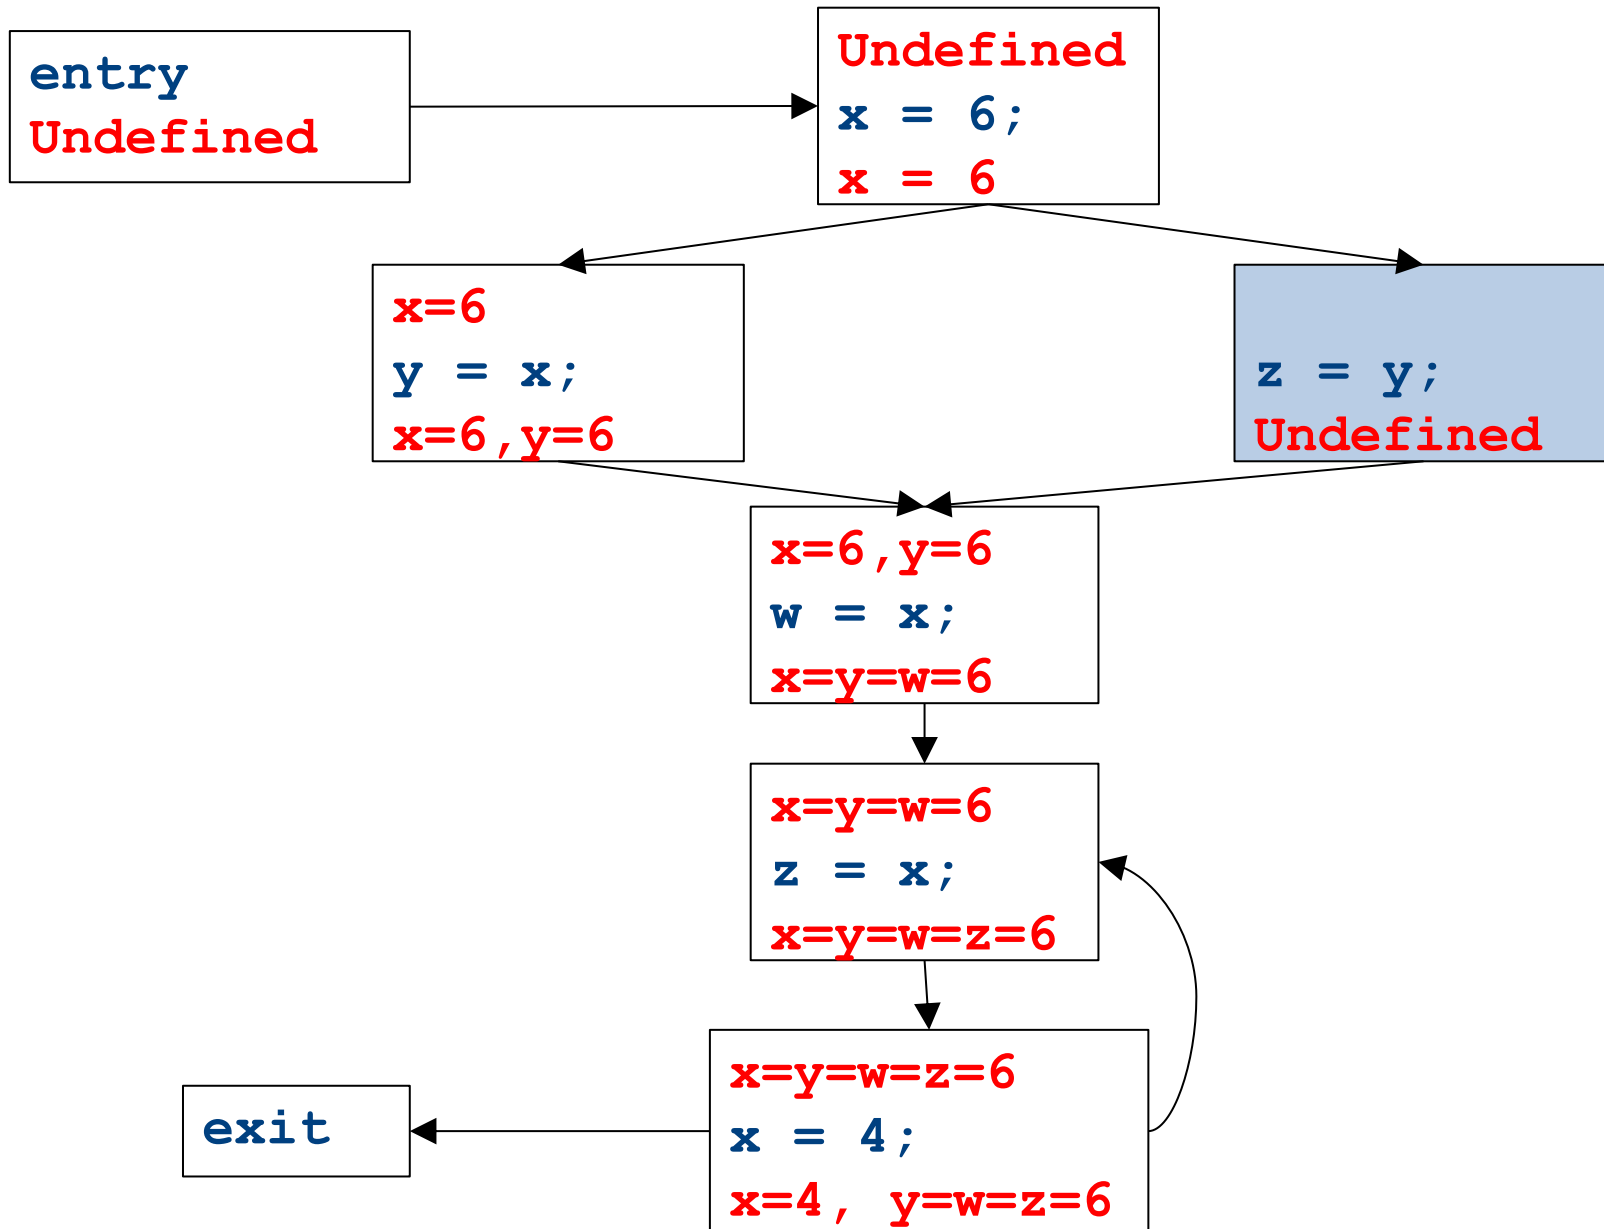 entry
Undefined
Undefined
x = 6;
x = 6
x=6
y = x;
x=6,y=6
z = y;
Undefined
x=6,y=6
w = x;
x=y=w=6
x=y=w=6
z = x;
x=y=w=z=6
x=y=w=z=6
x = 4;
x=4, y=w=z=6
exit